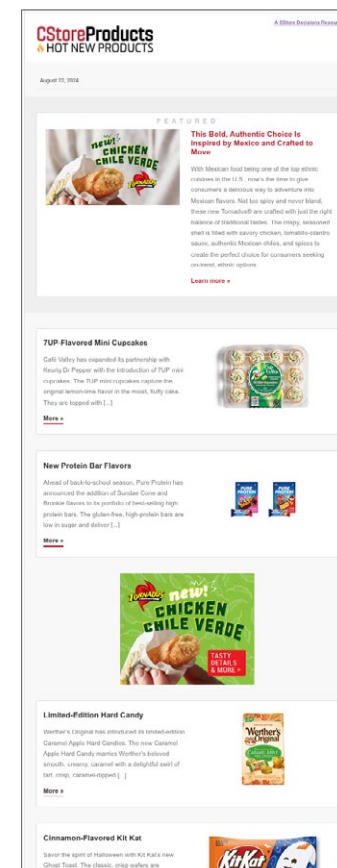 A CStore Decisions Resou
CStoreProducts
HOT NEW PRODUCTS
August 22, 2024
FEATURED
new!
CHICKEN
CHILE VERDE
TORNADOS
This Bold, Authentic Choice Is
Inspired by Mexico and Crafted to
Move
With Mexican food being one of the top ethnic
cuisines in the U.S., now's the time to give
consumers a delicious way to adventure into
Mexican flavors. Not too spicy and never bland,
these new Tornados® are crafted with just the right
balance of traditional tastes. The crispy, seasoned
shell is filled with savory chicken, tomatillo-cilantro
sauce, authentic Mexican chiles, and spices to
create the perfect choice for consumers seeking
on-trend, ethnic options.
Learn more »
7UP-Flavored Mini Cupcakes
Café Valley has expanded its partnership with
Keurig Dr Pepper with the introduction of 7UP mini
cupcakes. The 7UP mini cupcakes capture the
original lemon-lime flavor in the moist, fluffy cake.
They are topped with [...]
More »
New Protein Bar Flavors
Ahead of back-to-school season, Pure Protein has
announced the addition of Sundae Cone and
Brookie flavors to its portfolio of best-selling high-
protein bars. The gluten-free, high-protein bars are
low in sugar and deliver [...]
More »
PURE
PROTEIN
PURE
PROTEIN
TORNADOS
new!
CHICKEN
CHILE VERDE
TASTY
DETAILS
& MORE »
Limited-Edition Hard Candy
Werther's Original has introduced its limited-edition
Caramel Apple Hard Candies. The new Caramel
Apple Hard Candy marries Werther's beloved
smooth, creamy, caramel with a delightful swirl of
tart, crisp, caramel-dipped [...]
More »
Werther's
Original
CARAMEL APPLE
Cinnamon-Flavored Kit Kat
Savor the spirit of Halloween with Kit Kat's new
Ghost Toast. The classic, crisp wafers are
KitKat